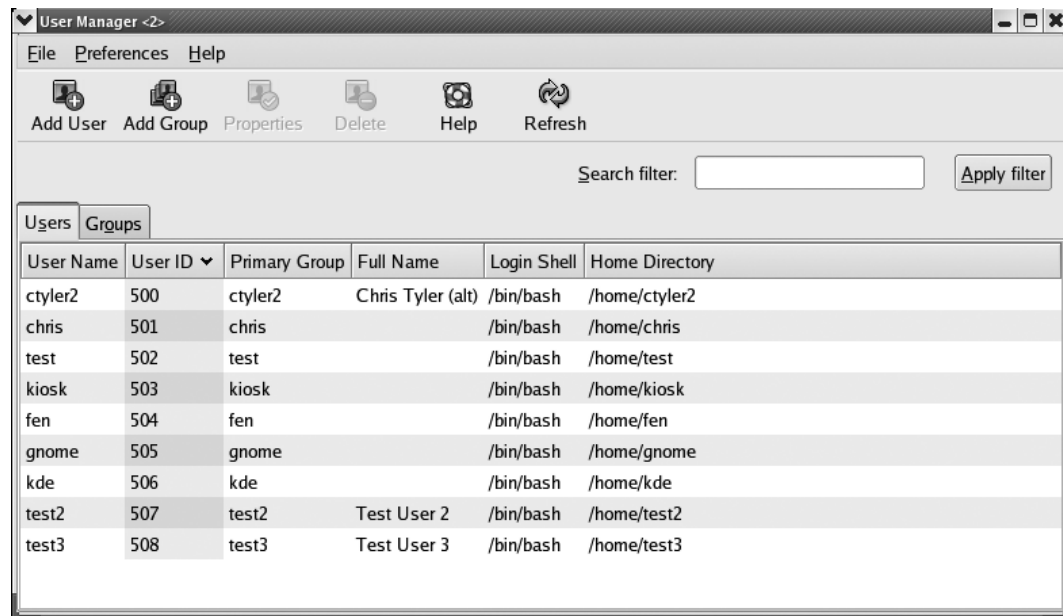 User Manager <2>
File Preferences Help
Add User Add Group Properties Delete Help Refresh
Search filter: Apply filter
Users Groups
User Name User ID Primary Group Full Name Login Shell Home Directory
ctyler2 500 ctyler2 Chris Tyler (alt) /bin/bash /home/ctyler2
chris 501 chris /bin/bash /home/chris
test 502 test /bin/bash /home/test
kiosk 503 kiosk /bin/bash /home/kiosk
fen 504 fen /bin/bash /home/fen
gnome 505 gnome /bin/bash /home/gnome
kde 506 kde /bin/bash /home/kde
test2 507 test2 Test User 2 /bin/bash /home/test2
test3 508 test3 Test User 3 /bin/bash /home/test3